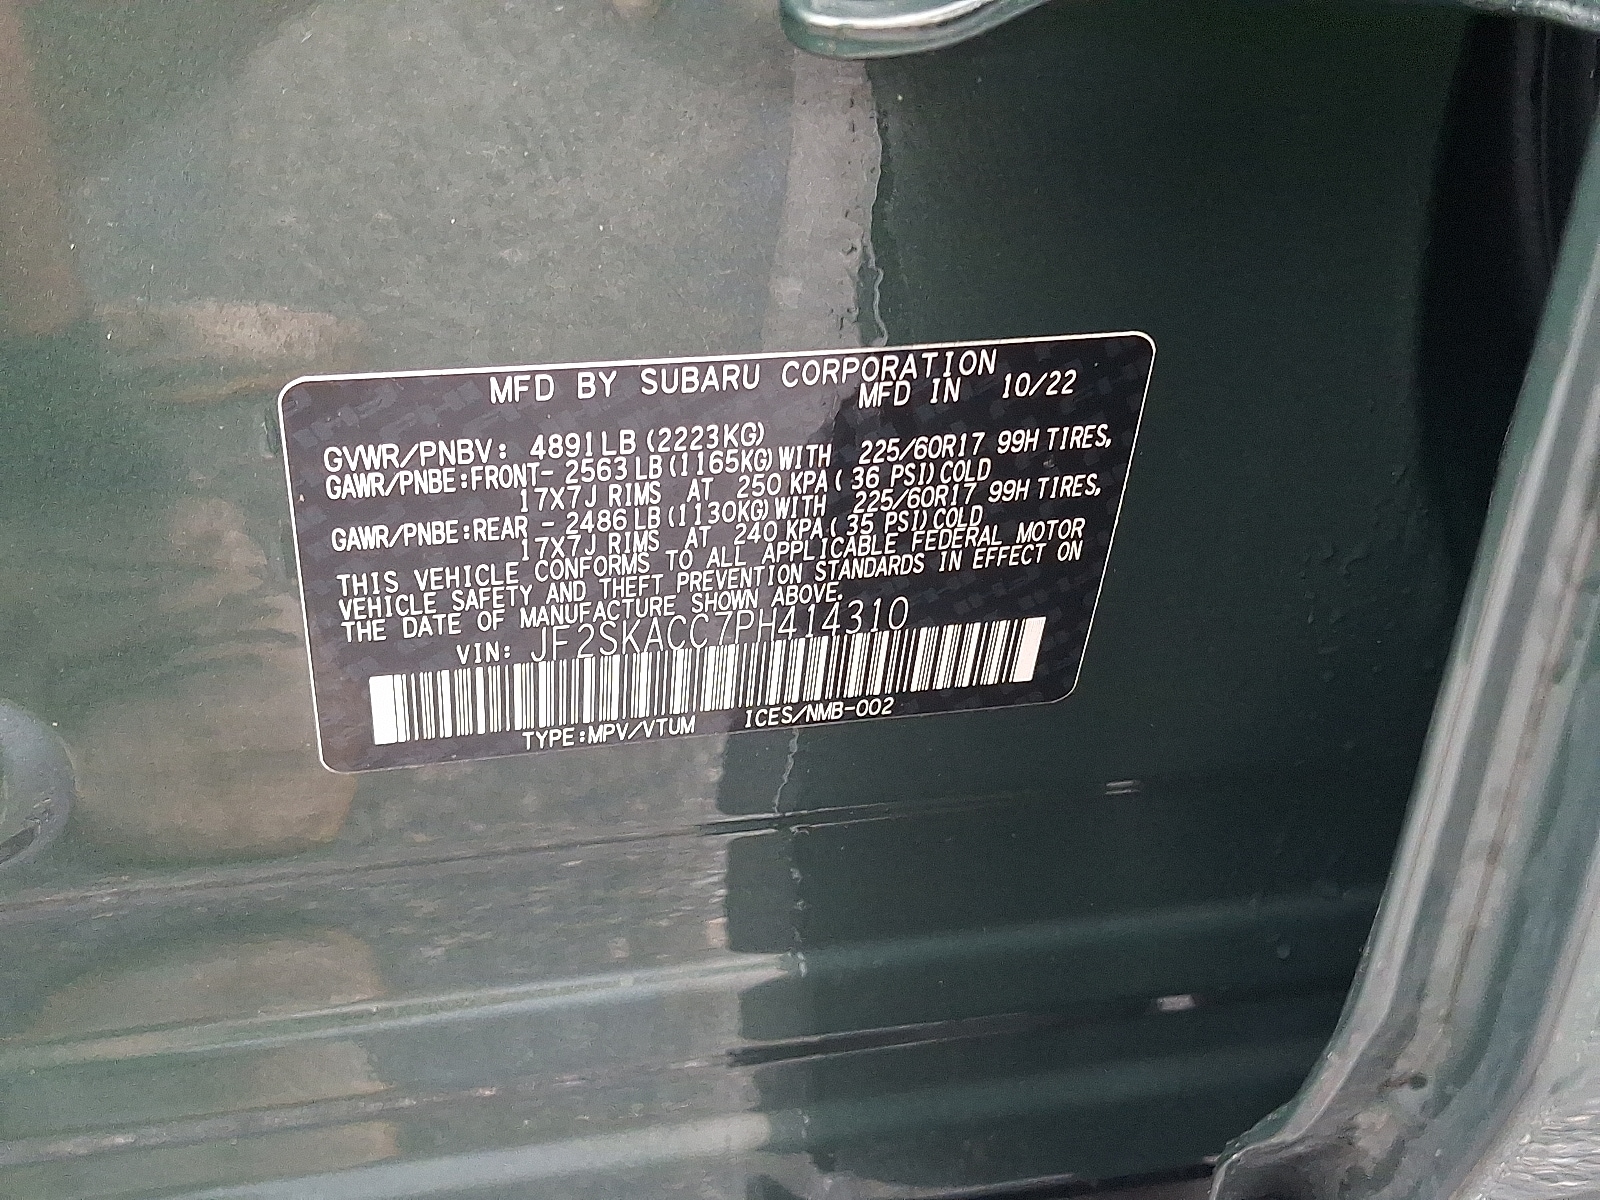 MFD BY SUBARU CORPORATION
MFD IN 10/22
GVWR/PNBV: 4891LB (2223KG)
GAWR/PNBE:FRONT- 2563LB (1165KG) WITH 225/60R17 99H TIRES,
17X7J RIMS AT 250 KPA( 36 PSI) COLD
GAWR/PNBE:REAR - 2486LB (1130KG) WITH 225/60R17 99H TIRES,
17X7J RIMS AT 240 KPA( 35 PSI) COLD
THIS VEHICLE CONFORMS TO ALL APPLICABLE FEDERAL MOTOR
VEHICLE SAFETY AND THEFT PREVENTION STANDARDS IN EFFECT ON
THE DATE OF MANUFACTURE SHOWN ABOVE.
VIN: JF2SKACC7PH414310
TYPE:MPV/VTUM ICES/NMB-002